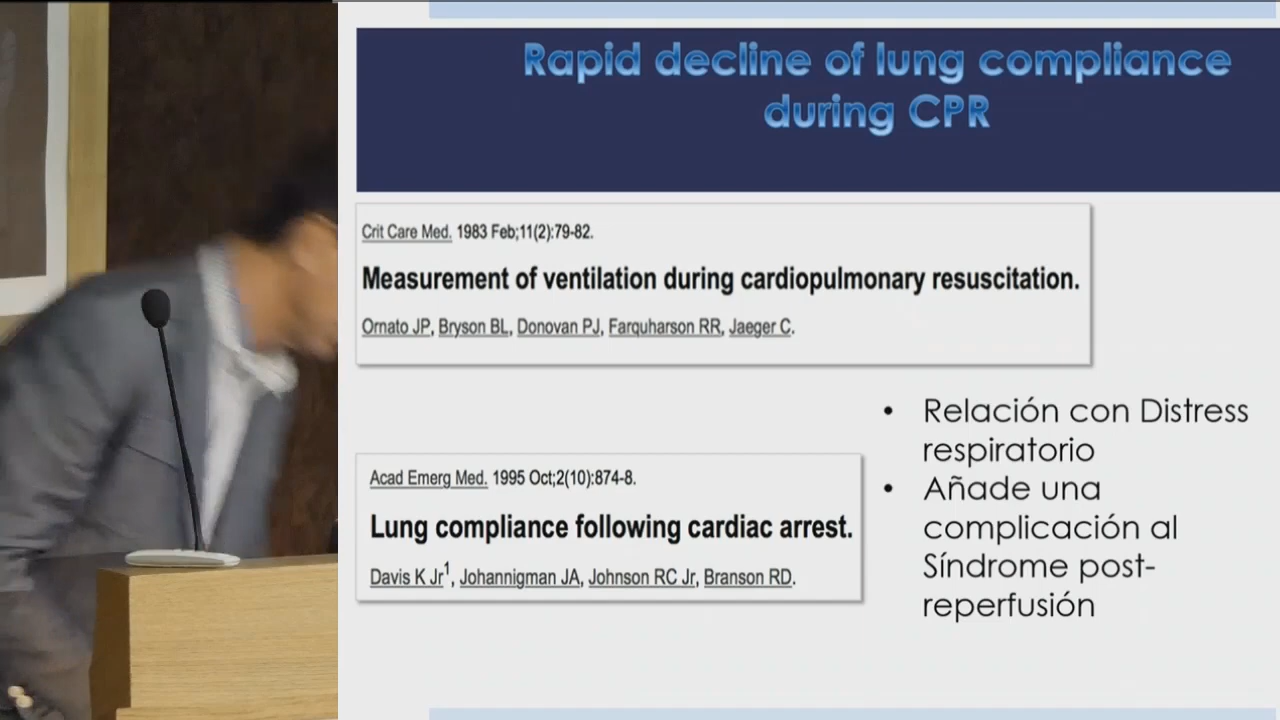 Rapid decline of lung compliance
during CPR
Crit Care Med. 1983 Feb;11(2):79-82.
Measurement of ventilation during cardiopulmonary resuscitation.
Ornato JP, Bryson BL, Donovan PJ, Farquharson RR, Jaeger C.
Acad Emerg Med. 1995 Oct;2(10):874-8.
Lung compliance following cardiac arrest.
Davis K Jr1, Johannigman JA, Johnson RC Jr, Branson RD.
• Relación con Distress
respiratorio
• Añade una
complicación al
Síndrome post-
reperfusión